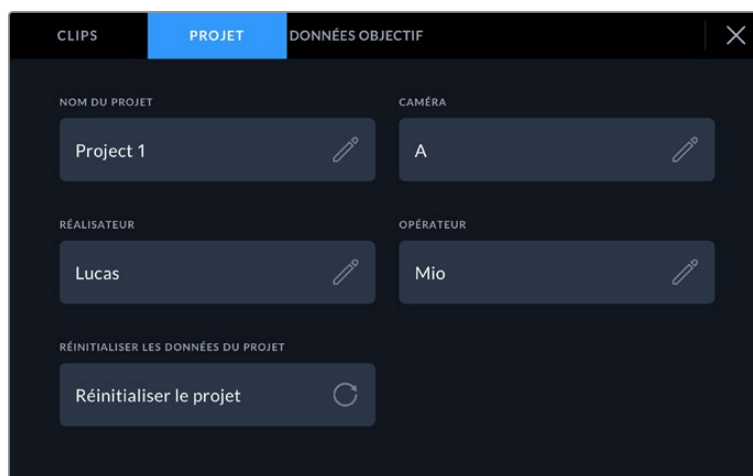 CLIPS PROJET DONNÉES OBJECTIF
NOM DU PROJET CAMÉRA
Project 1 A
RÉALISATEUR OPÉRATEUR
Lucas Mio
RÉINITIALISER LES DONNÉES DU PROJET
Réinitialiser le projet